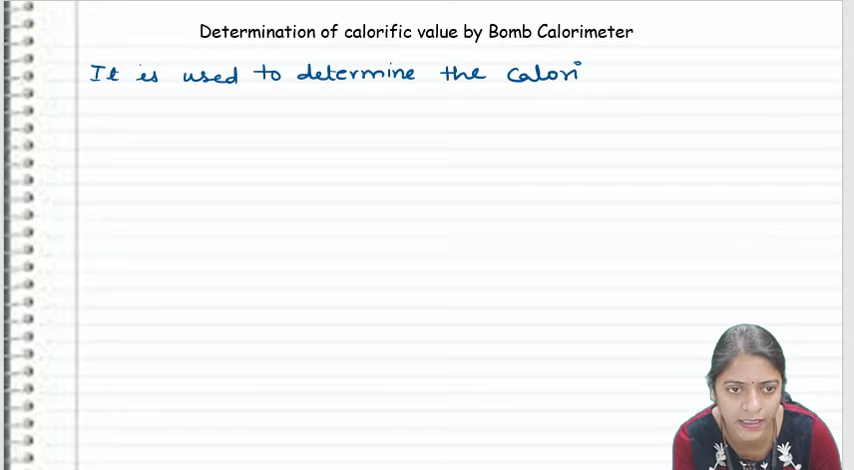 Determination of calorific value by Bomb Calorimeter
It is used to determine the calori